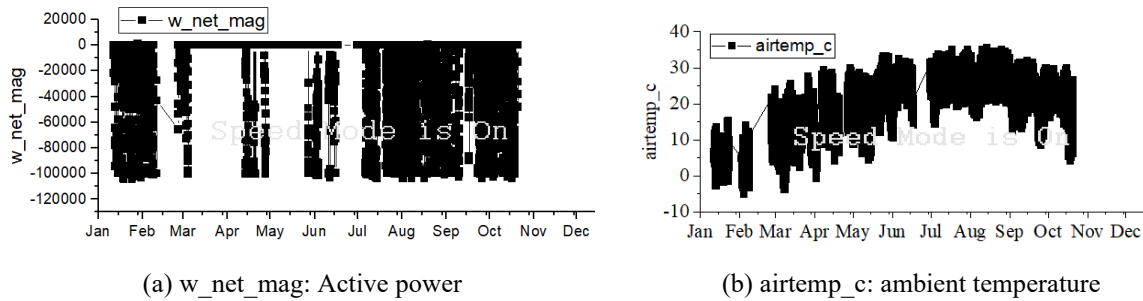 w_net_mag
20000
0
-20000
-40000
-60000
-80000
-100000
-120000
w_net_mag
Speed Mode is On
Jan Feb Mar Apr May Jun Jul Aug Sep Oct Nov Dec
(a) w_net_mag: Active power
airtemp_c
40
30
20
10
0
-10
airtemp_c
Speed Mode is On
Jan Feb Mar Apr May Jun Jul Aug Sep Oct Nov Dec
(b) airtemp_c: ambient temperature